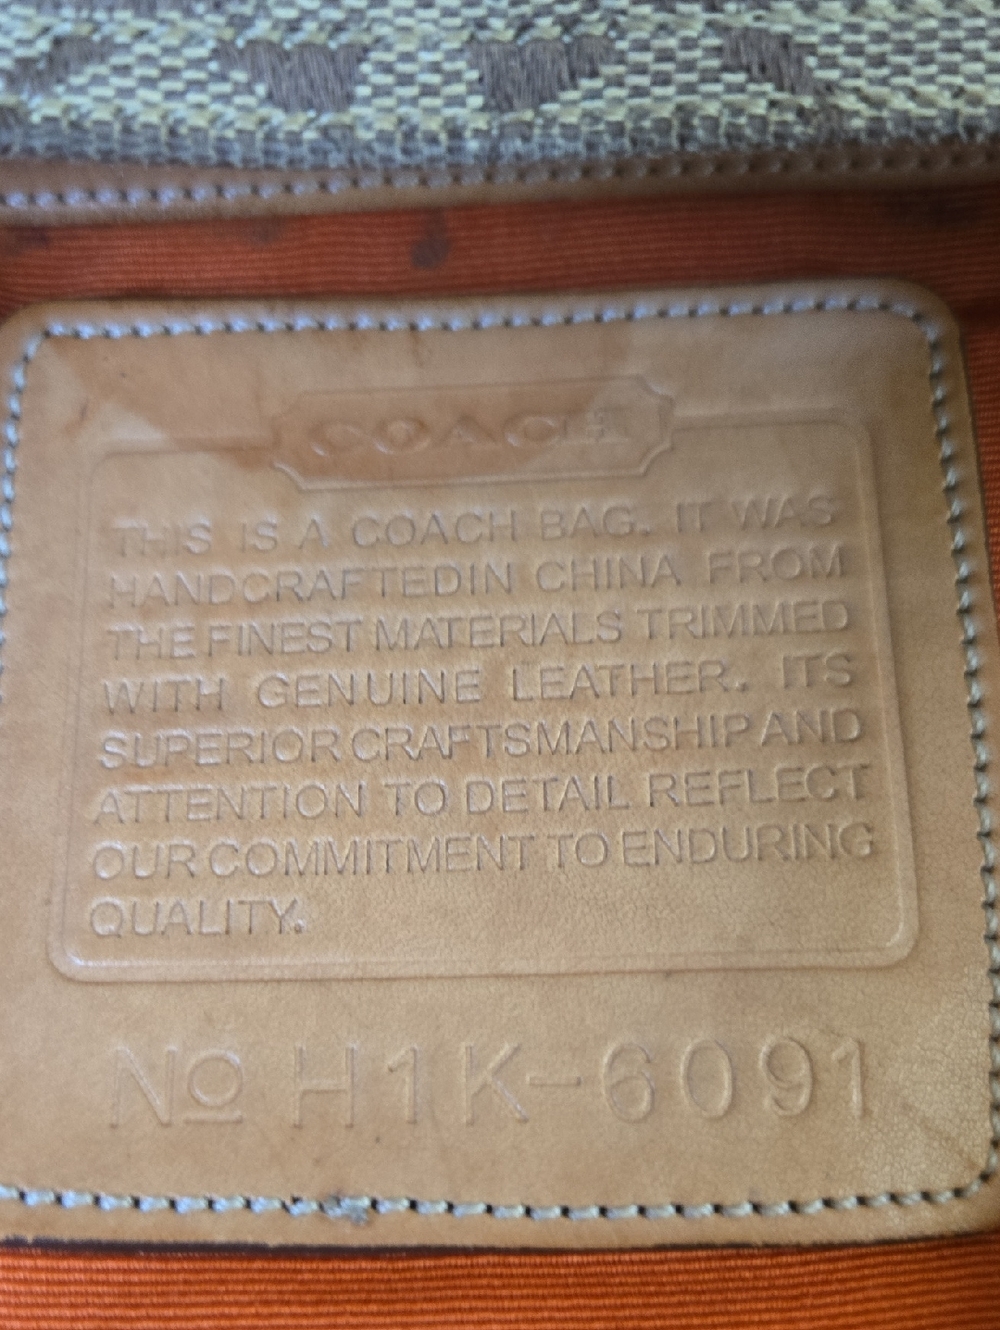 COACH
THIS IS A COACH BAG. IT WAS
HANDCRAFTEDIN CHINA FROM
THE FINEST MATERIALS TRIMMED
WITH GENUINE LEATHER. ITS
SUPERIOR CRAFTSMANSHIP AND
ATTENTION TO DETAIL REFLECT
OUR COMMITMENT TO ENDURING
QUALITY.
No H1K-6091